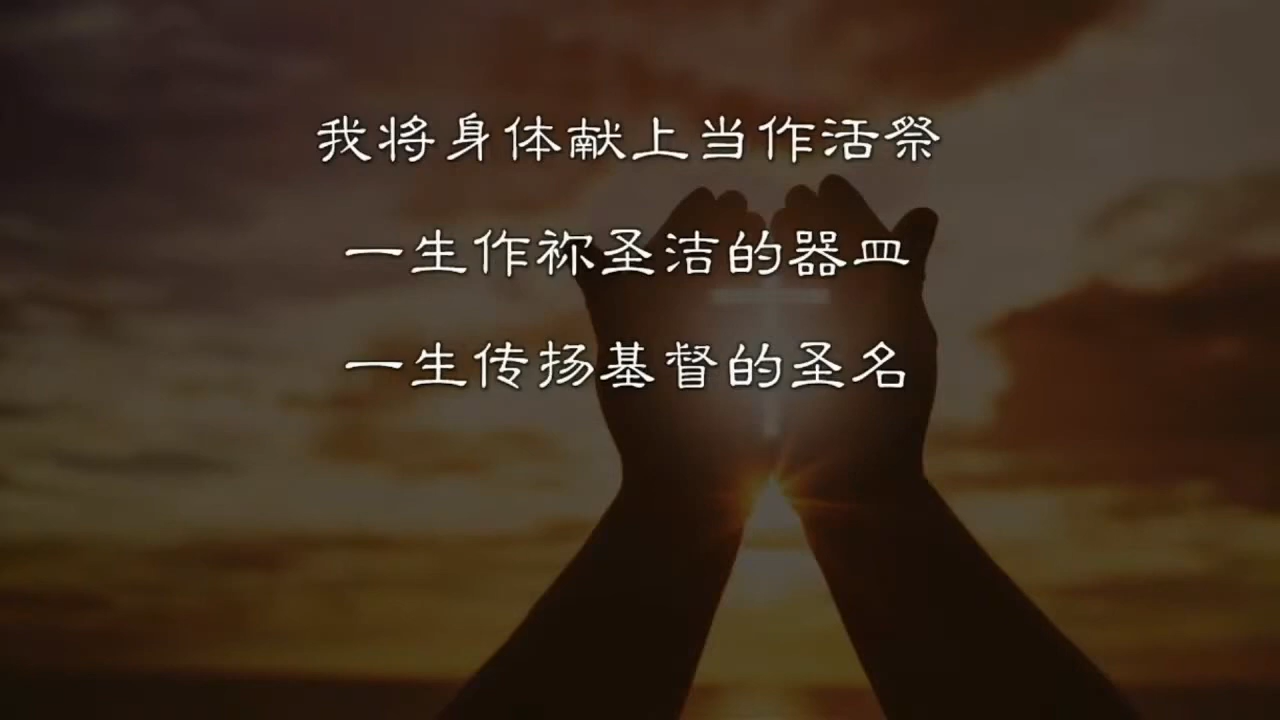 我将身体献上当作活祭
一生作祢圣洁的器皿
一生传扬基督的圣名